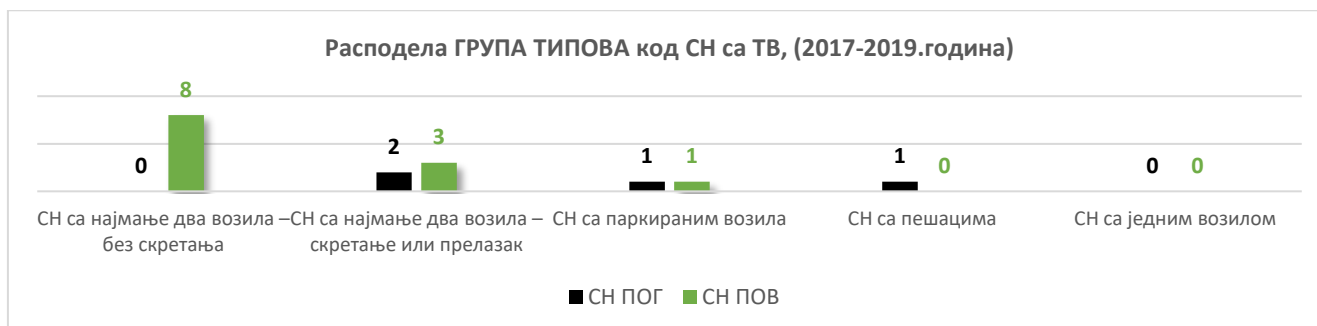 Расподела ГРУПА ТИПОВА код СН са ТВ, (2017-2019.година)
0 8 2 3 1 1 1 0 0 0
СН са најмање два возила – без скретања
СН са најмање два возила – скретање или прелазак
СН са паркираним возила
СН са пешацима
СН са једним возилом
СН ПОГ СН ПОВ